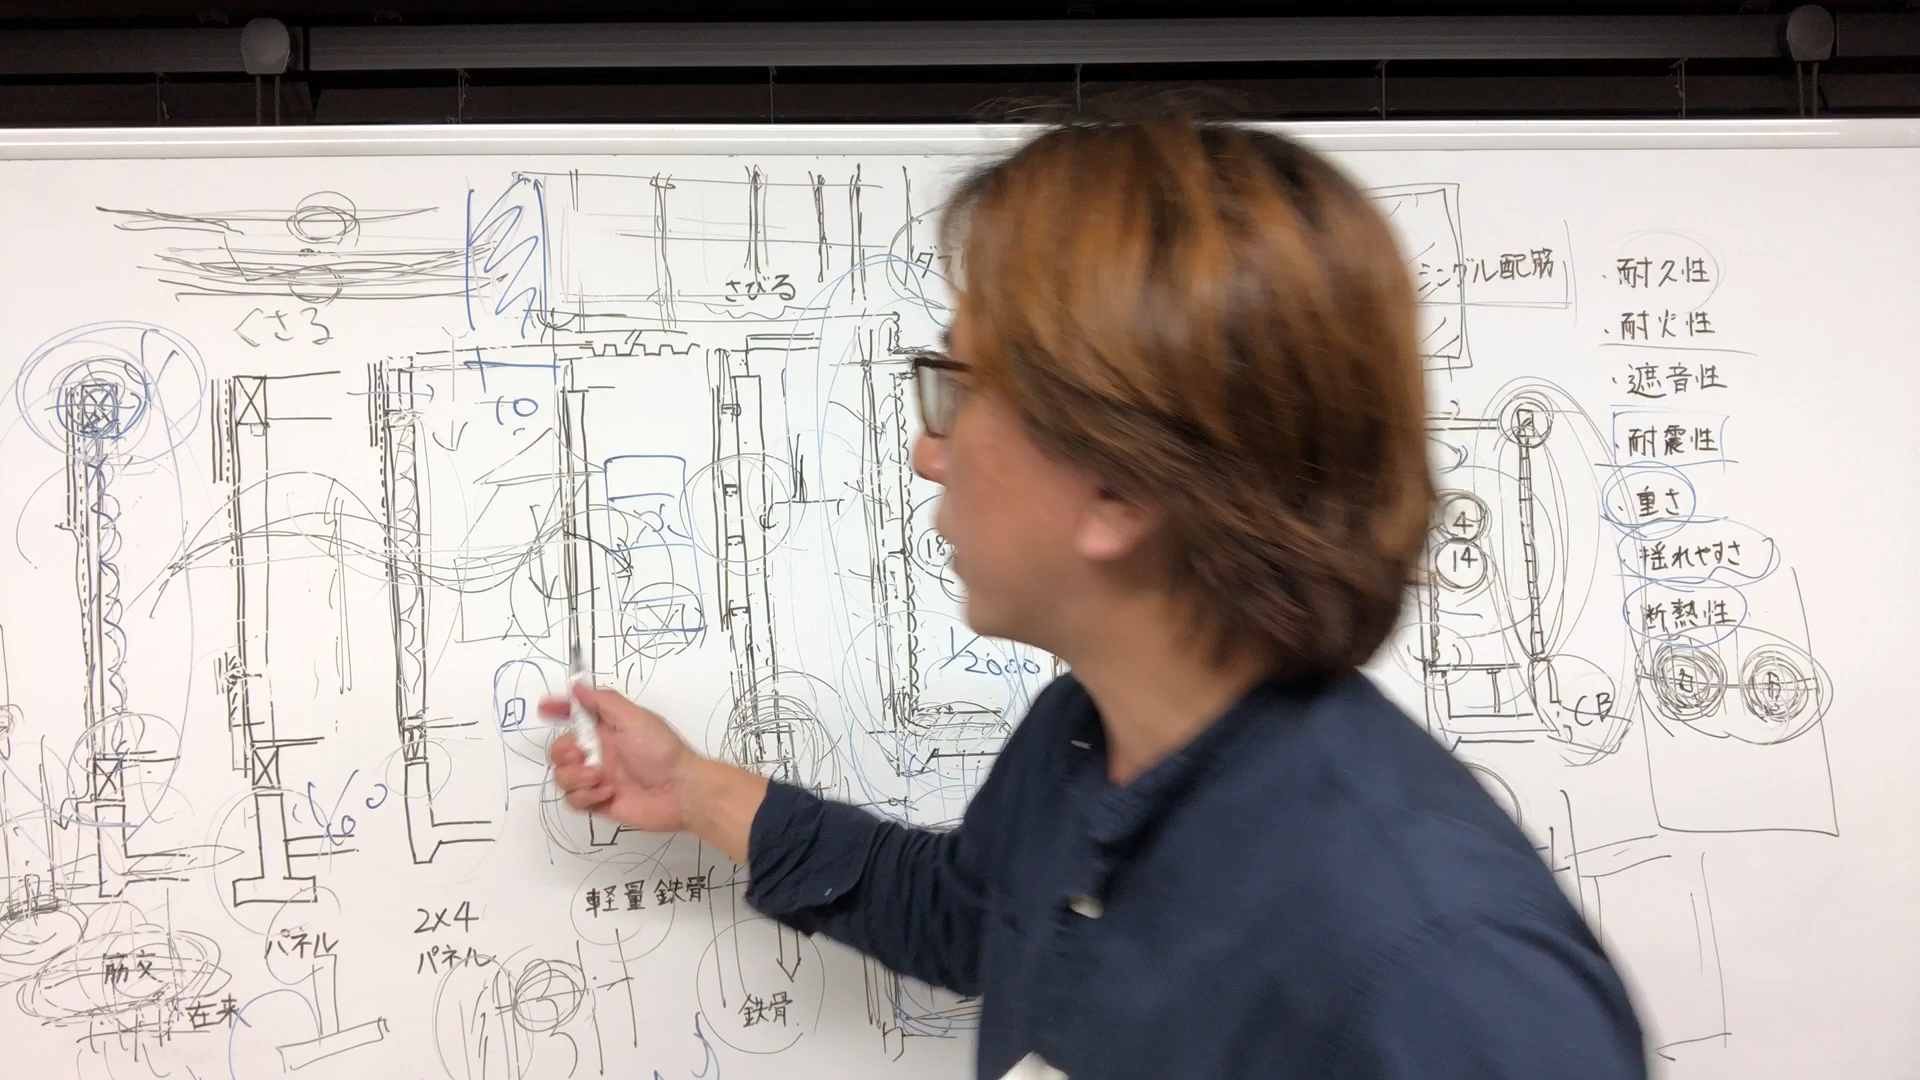 くさる
さびる
シングル配筋
・耐久性
・耐火性
・遮音性
・耐震性
・重さ
・揺れやすさ
・断熱性
10
18
4
14
1/2000
CB
筋交
在来
パネル
2×4
パネル
軽量鉄骨
鉄骨